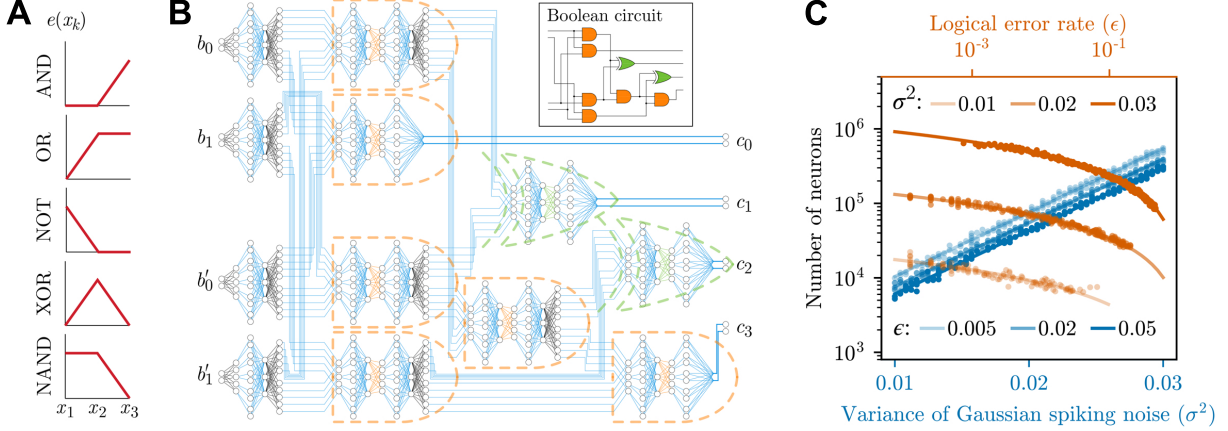 A
e(x_k)
AND
OR
NOT
XOR
NAND
x_1 x_2 x_3
B
b_0
b_1
b'_0
b'_1
Boolean circuit
c_0
c_1
c_2
c_3
C
Logical error rate (ϵ)
10^{-3} 10^{-1}
σ^2: 0.01 0.02 0.03
Number of neurons
10^6
10^5
10^4
10^3
ϵ: 0.005 0.02 0.05
0.01 0.02 0.03
Variance of Gaussian spiking noise (σ^2)